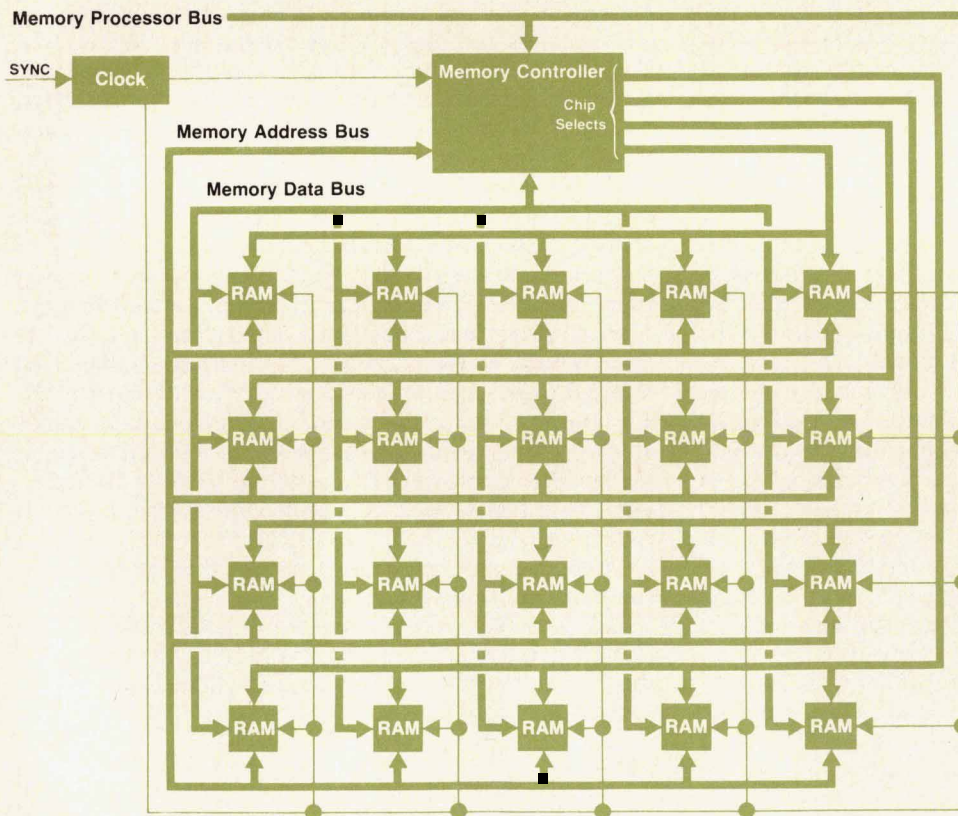 Memory Processor Bus
SYNC
Clock
Memory Controller
Chip
Selects
Memory Address Bus
Memory Data Bus
RAM RAM RAM RAM RAM
RAM RAM RAM RAM RAM
RAM RAM RAM RAM RAM
RAM RAM RAM RAM RAM